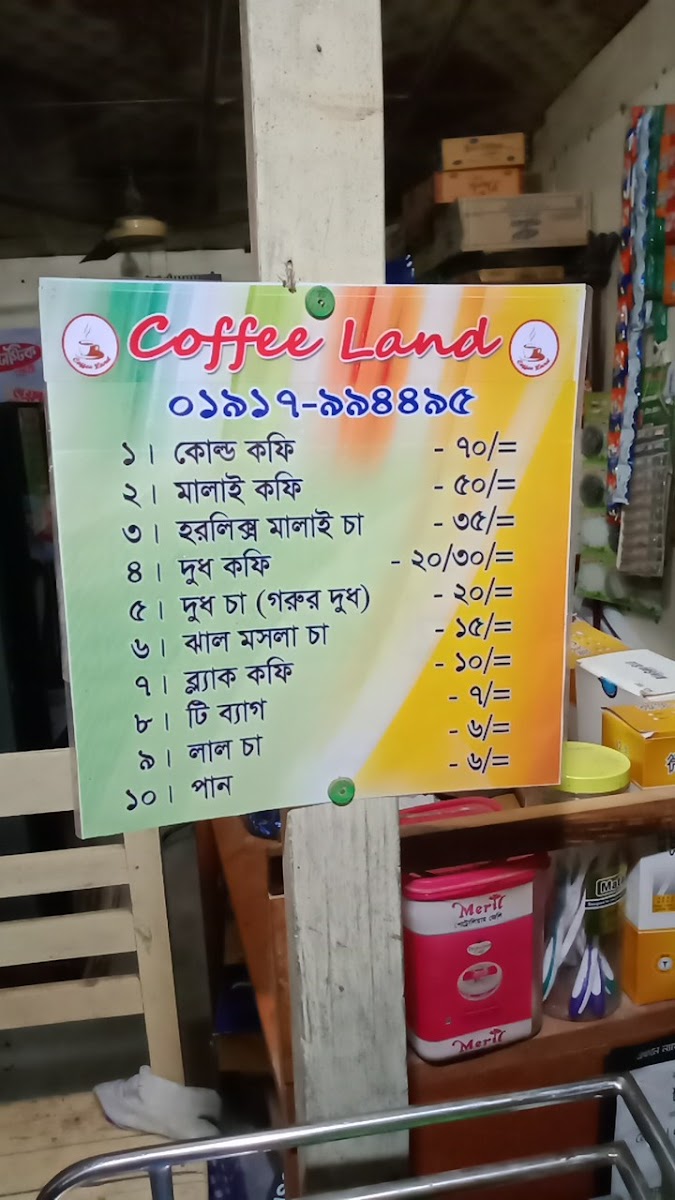 Coffee Land
০১৯১৭-৯৯৪৪৯৫
১। কোল্ড কফি - ৭০/=
২। মালাই কফি - ৫০/=
৩। হরলিক্স মালাই চা - ৩৫/=
৪। দুধ কফি - ২০/৩০/=
৫। দুধ চা (গরুর দুধ) - ২০/=
৬। ঝাল মসলা চা - ১৫/=
৭। ব্ল্যাক কফি - ১০/=
৮। টি ব্যাগ - ৭/=
৯। লাল চা - ৬/=
১০। পান - ৬/=
Merit
পেট্রোলিয়াম জেলি
Merit